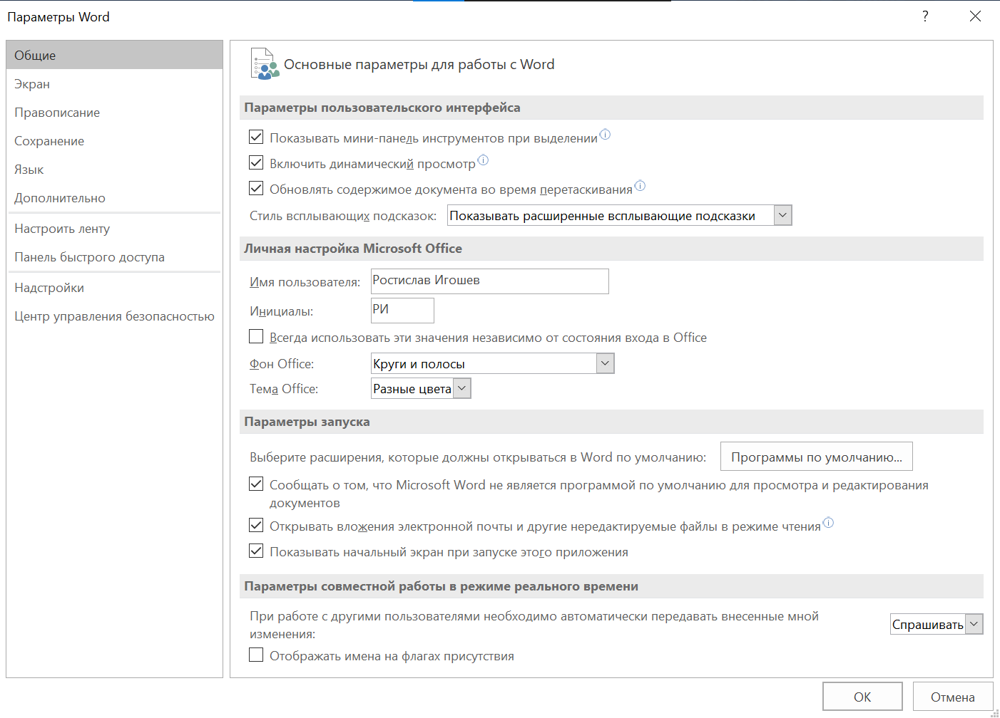 Параметры Word
?
Общие
Экран
Правописание
Сохранение
Язык
Дополнительно
Настроить ленту
Панель быстрого доступа
Надстройки
Центр управления безопасностью
Основные параметры для работы с Word
Параметры пользовательского интерфейса
Показывать мини-панель инструментов при выделении
Включить динамический просмотр
Обновлять содержимое документа во время перетаскивания
Стиль всплывающих подсказок: Показывать расширенные всплывающие подсказки
Личная настройка Microsoft Office
Имя пользователя: Ростислав Игошев
Инициалы: РИ
Всегда использовать эти значения независимо от состояния входа в Office
Фон Office: Круги и полосы
Тема Office: Разные цвета
Параметры запуска
Выберите расширения, которые должны открываться в Word по умолчанию: Программы по умолчанию...
Сообщать о том, что Microsoft Word не является программой по умолчанию для просмотра и редактирования
документов
Открывать вложения электронной почты и другие нередактируемые файлы в режиме чтения
Показывать начальный экран при запуске этого приложения
Параметры совместной работы в режиме реального времени
При работе с другими пользователями необходимо автоматически передавать внесенные мной
изменения: Спрашивать
Отображать имена на флагах присутствия
ОК Отмена